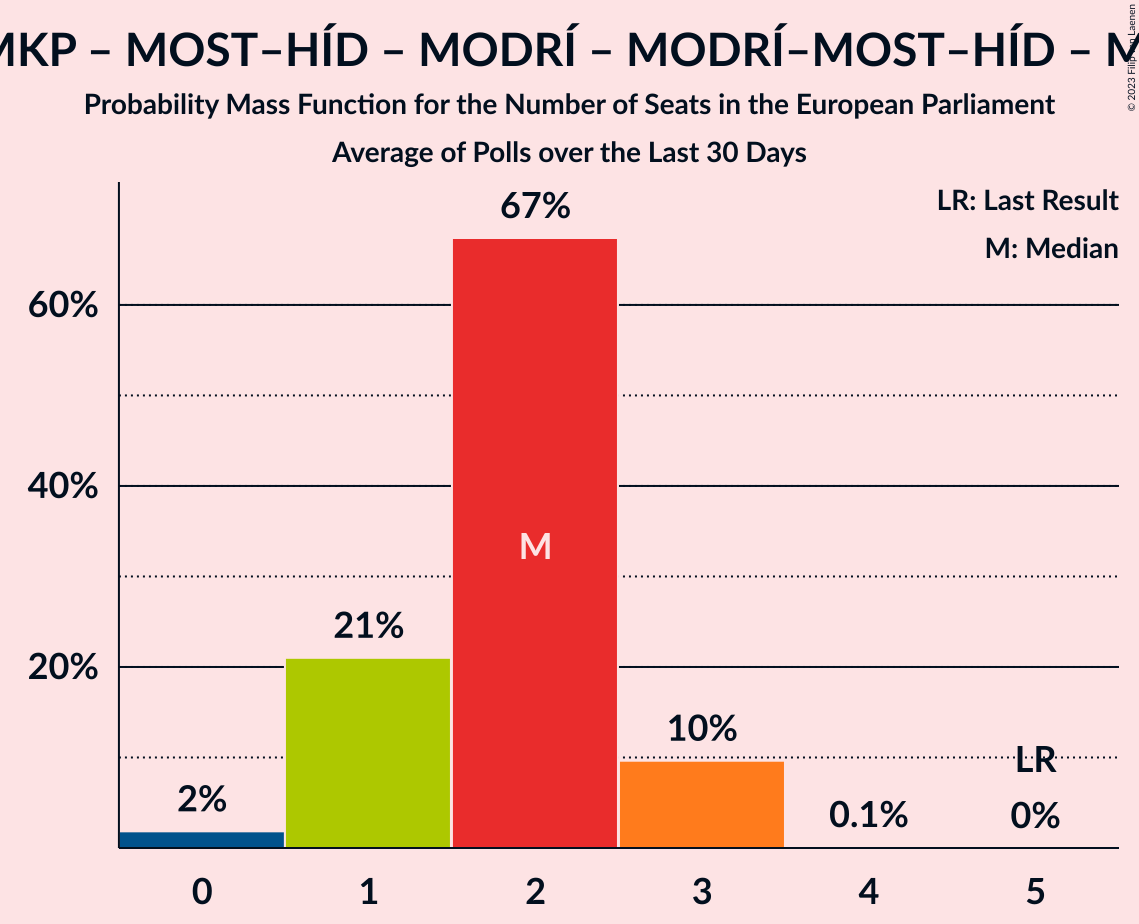 MKP – MOST–HÍD – MODRÍ – MODRÍ–MOST–HÍD – M
Probability Mass Function for the Number of Seats in the European Parliament
Average of Polls over the Last 30 Days
© 2023 Filip van Laenen
LR: Last Result
M: Median
67%
60%
40%
M
21%
20%
10%
LR
2%
0.1%
0%
0 1 2 3 4 5